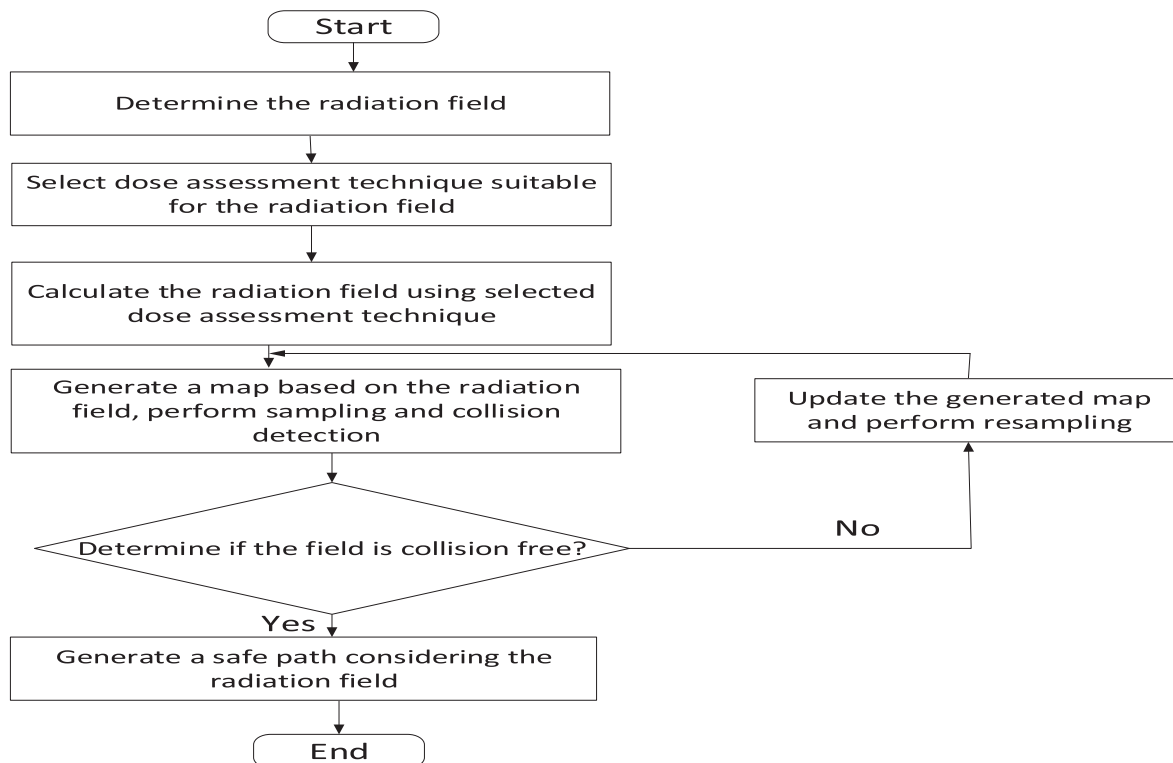 Start
Determine the radiation field
Select dose assessment technique suitable
for the radiation field
Calculate the radiation field using selected
dose assessment technique
Generate a map based on the radiation
field, perform sampling and collision
detection
Update the generated map
and perform resampling
Determine if the field is collision free?
No
Yes
Generate a safe path considering the
radiation field
End